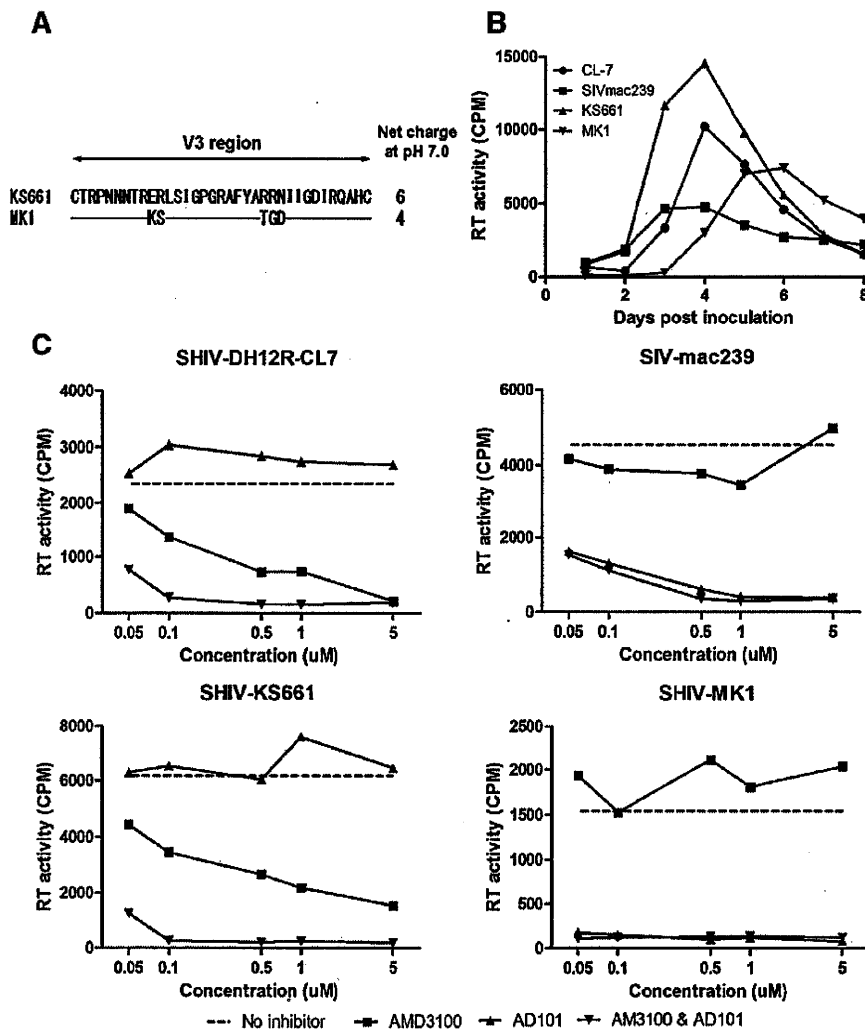 A
V3 region
Net charge
at pH 7.0
KS661 CTRPNNNTRERLSIGPGRAFYARRNIIGDIRQAHC 6
MK1 KS TGD 4
B
RT activity (CPM)
15000
10000
5000
0
CL-7
SIVmac239
KS661
MK1
0 2 4 6 8
Days post inoculation
C
SHIV-DH12R-CL7
RT activity (CPM)
4000
3000
2000
1000
0
0.05 0.1 0.5 1 5
Concentration (uM)
SIV-mac239
RT activity (CPM)
6000
4000
2000
0
0.05 0.1 0.5 1 5
Concentration (uM)
SHIV-KS661
RT activity (CPM)
8000
6000
4000
2000
0
0.05 0.1 0.5 1 5
Concentration (uM)
SHIV-MK1
RT activity (CPM)
2500
2000
1500
1000
500
0
0.05 0.1 0.5 1 5
Concentration (uM)
No inhibitor AMD3100 AD101 AM3100 & AD101